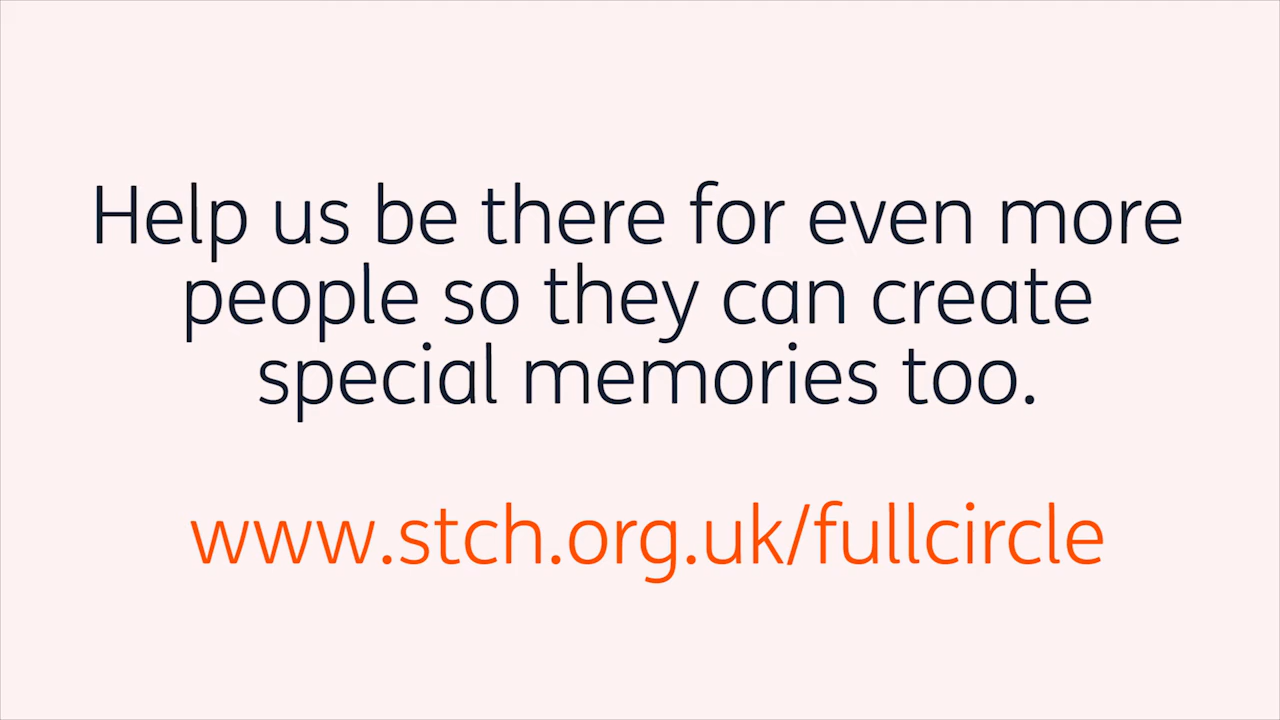 Help us be there for even more
people so they can create
special memories too.
www.stch.org.uk/fullcircle